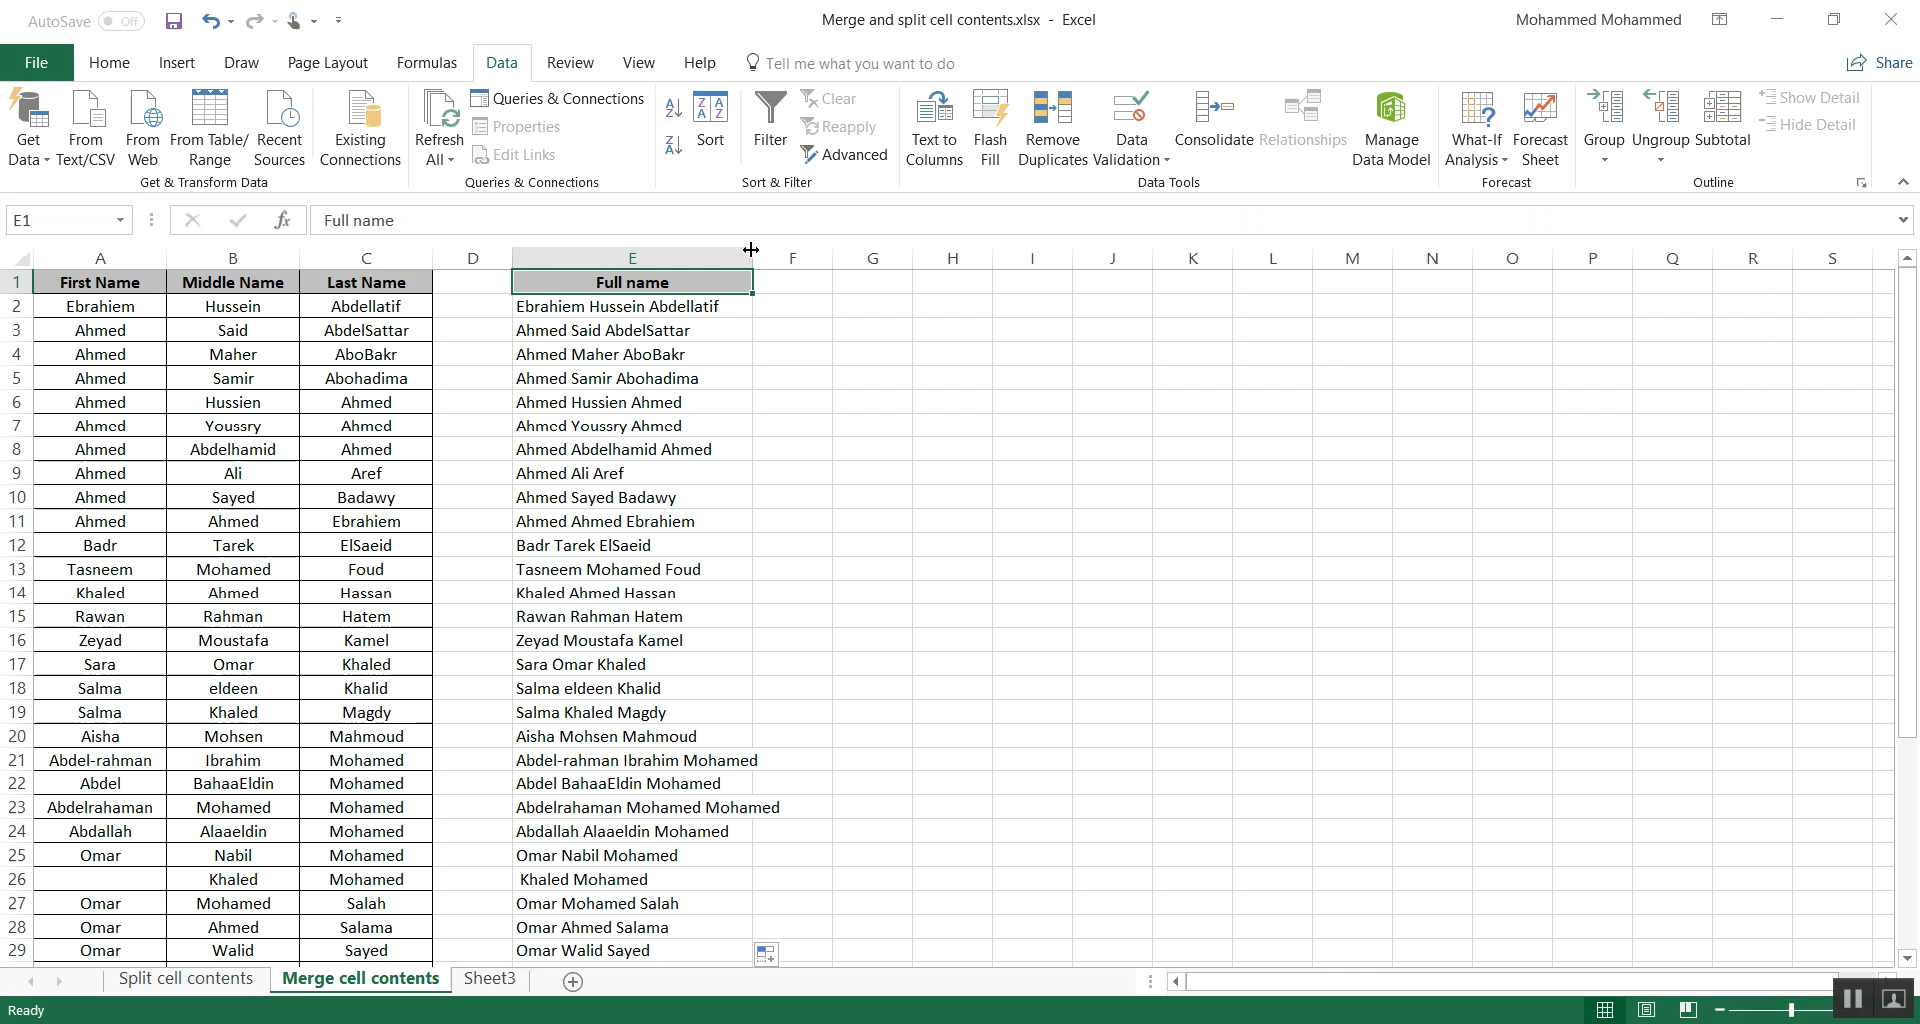 AutoSave Off
Merge and split cell contents.xlsx - Excel
Mohammed Mohammed
File Home Insert Draw Page Layout Formulas Data Review View Help Tell me what you want to do Share
Get Data
From Text/CSV
From Web
From Table/ Range
Recent Sources
Get & Transform Data
Existing Connections
Refresh All
Queries & Connections
Properties
Edit Links
Queries & Connections
A Z
Z A
Z A A Z
Sort
Filter
Clear
Reapply
Advanced
Sort & Filter
Text to Columns
Flash Fill
Remove Duplicates
Data Validation
Consolidate
Relationships
Manage Data Model
Data Tools
What-If Analysis
Forecast Sheet
Forecast
Group
Ungroup
Subtotal
Show Detail
Hide Detail
Outline
E1 fx Full name
A B C D E F G H I J K L M N O P Q R S
1 First Name Middle Name Last Name Full name
2 Ebrahiem Hussein Abdellatif Ebrahiem Hussein Abdellatif
3 Ahmed Said AbdelSattar Ahmed Said AbdelSattar
4 Ahmed Maher AboBakr Ahmed Maher AboBakr
5 Ahmed Samir Abohadima Ahmed Samir Abohadima
6 Ahmed Hussien Ahmed Ahmed Hussien Ahmed
7 Ahmed Youssry Ahmed Ahmed Youssry Ahmed
8 Ahmed Abdelhamid Ahmed Ahmed Abdelhamid Ahmed
9 Ahmed Ali Aref Ahmed Ali Aref
10 Ahmed Sayed Badawy Ahmed Sayed Badawy
11 Ahmed Ahmed Ebrahiem Ahmed Ahmed Ebrahiem
12 Badr Tarek ElSaeid Badr Tarek ElSaeid
13 Tasneem Mohamed Foud Tasneem Mohamed Foud
14 Khaled Ahmed Hassan Khaled Ahmed Hassan
15 Rawan Rahman Hatem Rawan Rahman Hatem
16 Zeyad Moustafa Kamel Zeyad Moustafa Kamel
17 Sara Omar Khaled Sara Omar Khaled
18 Salma eldeen Khalid Salma eldeen Khalid
19 Salma Khaled Magdy Salma Khaled Magdy
20 Aisha Mohsen Mahmoud Aisha Mohsen Mahmoud
21 Abdel-rahman Ibrahim Mohamed Abdel-rahman Ibrahim Mohamed
22 Abdel BahaaEldin Mohamed Abdel BahaaEldin Mohamed
23 Abdelrahaman Mohamed Mohamed Abdelrahaman Mohamed Mohamed
24 Abdallah Alaaeldin Mohamed Abdallah Alaaeldin Mohamed
25 Omar Nabil Mohamed Omar Nabil Mohamed
26 Khaled Mohamed Khaled Mohamed
27 Omar Mohamed Salah Omar Mohamed Salah
28 Omar Ahmed Salama Omar Ahmed Salama
29 Omar Walid Sayed Omar Walid Sayed
Split cell contents Merge cell contents Sheet3
Ready